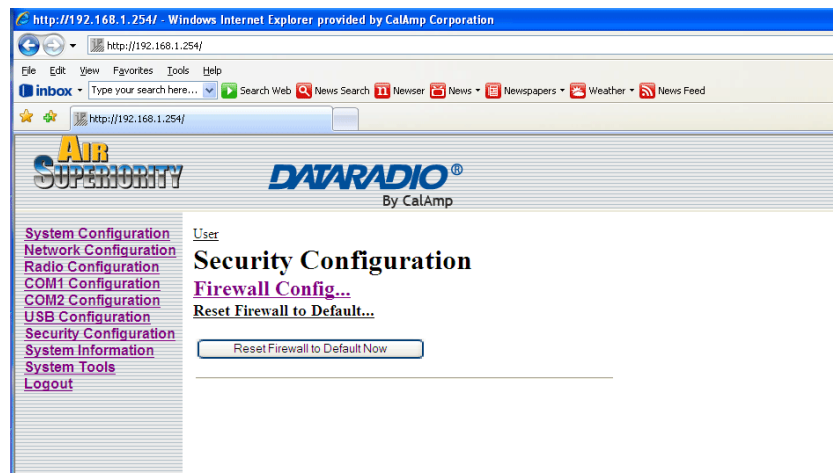 http://192.168.1.254/ - Windows Internet Explorer provided by CalAmp Corporation
http://192.168.1.254/
File Edit View Favorites Tools Help
inbox Type your search here... Search Web News Search Newser News Newspapers Weather News Feed
http://192.168.1.254/
AIR SUPERIORITY
DATARADIO ®
By CalAmp
System Configuration
Network Configuration
Radio Configuration
COM1 Configuration
COM2 Configuration
USB Configuration
Security Configuration
System Information
System Tools
Logout
User
Security Configuration
Firewall Config...
Reset Firewall to Default...
Reset Firewall to Default Now